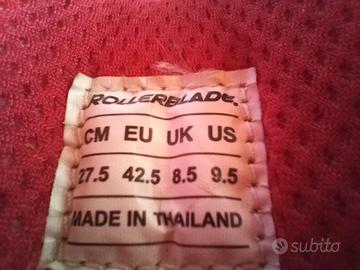 ROLLERBLADE.
CM EU UK US
27.5 42.5 8.5 9.5
MADE IN THAILAND
subito